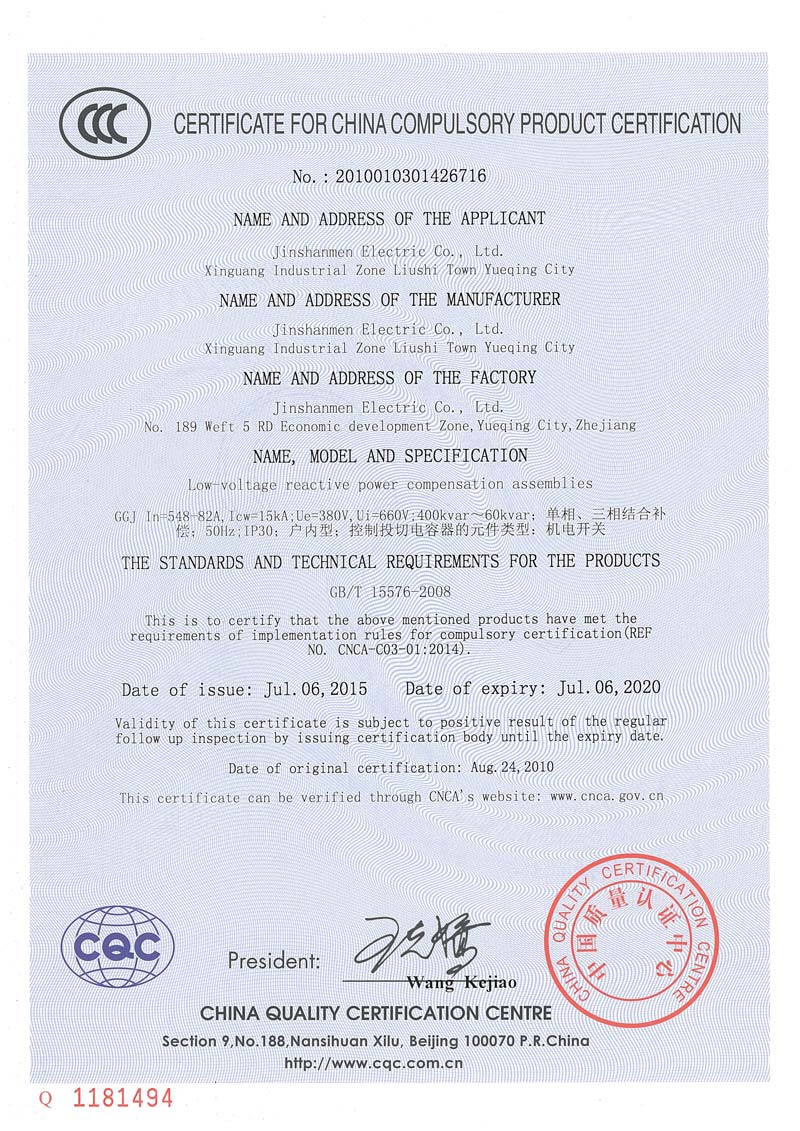 CCC
CERTIFICATE FOR CHINA COMPULSORY PRODUCT CERTIFICATION
No.: 2010010301426716
NAME AND ADDRESS OF THE APPLICANT
Jinshanmen Electric Co., Ltd.
Xinguang Industrial Zone Liushi Town Yueqing City
NAME AND ADDRESS OF THE MANUFACTURER
Jinshanmen Electric Co., Ltd.
Xinguang Industrial Zone Liushi Town Yueqing City
NAME AND ADDRESS OF THE FACTORY
Jinshanmen Electric Co., Ltd.
No. 189 Weft 5 RD Economic development Zone,Yueqing City,Zhejiang
NAME, MODEL AND SPECIFICATION
Low-voltage reactive power compensation assemblies
GGJ In=548-82A,Icw=15kA;Ue=380V,Ui=660V;400kvar～60kvar; 单相、三相结合补
偿; 50Hz;IP30; 户内型; 控制投切电容器的元件类型: 机电开关
THE STANDARDS AND TECHNICAL REQUIREMENTS FOR THE PRODUCTS
GB/T 15576-2008
This is to certify that the above mentioned products have met the
requirements of implementation rules for compulsory certification(REF
NO. CNCA-C03-01:2014).
Date of issue: Jul.06,2015 Date of expiry: Jul.06,2020
Validity of this certificate is subject to positive result of the regular
follow up inspection by issuing certification body until the expiry date.
Date of original certification: Aug.24,2010
This certificate can be verified through CNCA's website: www.cnca.gov.cn
CHINA QUALITY CERTIFICATION CENTRE
中国质量认证中心
CQC
President:
Wang Kejiao
CHINA QUALITY CERTIFICATION CENTRE
Section 9,No.188,Nansihuan Xilu, Beijing 100070 P.R.China
http://www.cqc.com.cn
Q 1181494